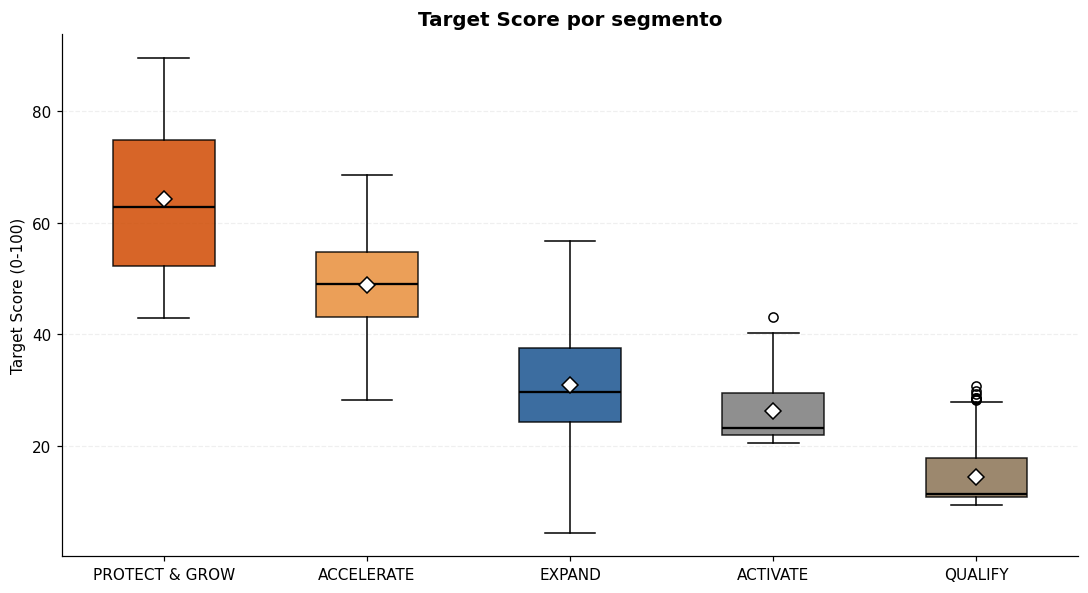 Target Score por segmento
Target Score (0-100)
80
60
40
20
PROTECT & GROW
ACCELERATE
EXPAND
ACTIVATE
QUALIFY